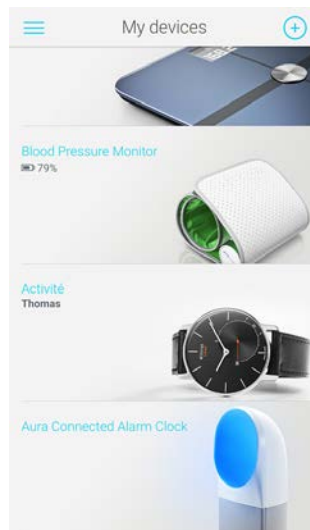 My devices
Blood Pressure Monitor
79%
Activité
Thomas
Aura Connected Alarm Clock